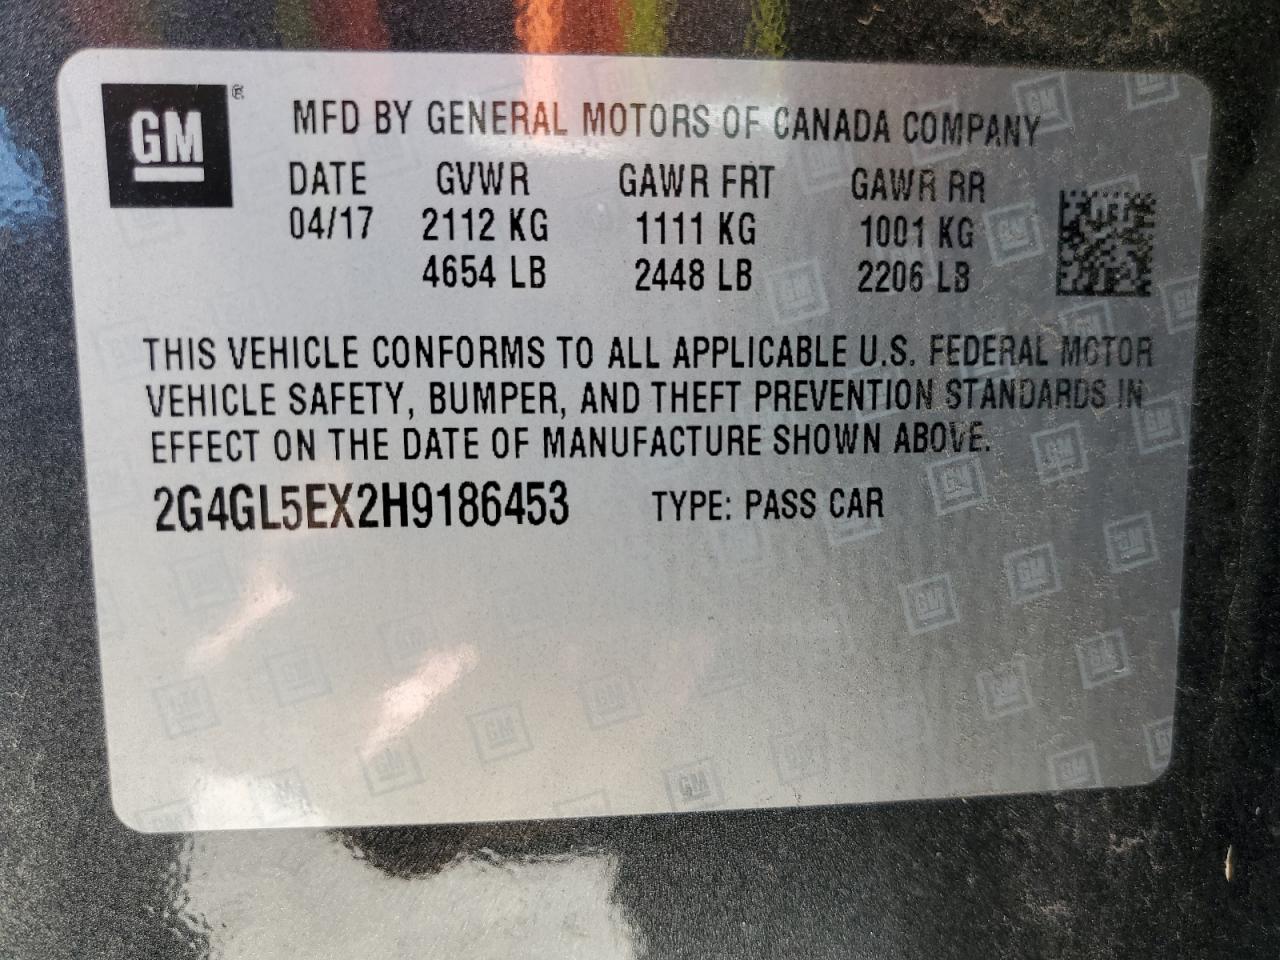 GM ® MFD BY GENERAL MOTORS OF CANADA COMPANY
DATE GVWR GAWR FRT GAWR RR
04/17 2112 KG 1111 KG 1001 KG
4654 LB 2448 LB 2206 LB
THIS VEHICLE CONFORMS TO ALL APPLICABLE U.S. FEDERAL MOTOR
VEHICLE SAFETY, BUMPER, AND THEFT PREVENTION STANDARDS IN
EFFECT ON THE DATE OF MANUFACTURE SHOWN ABOVE.
2G4GL5EX2H9186453 TYPE: PASS CAR